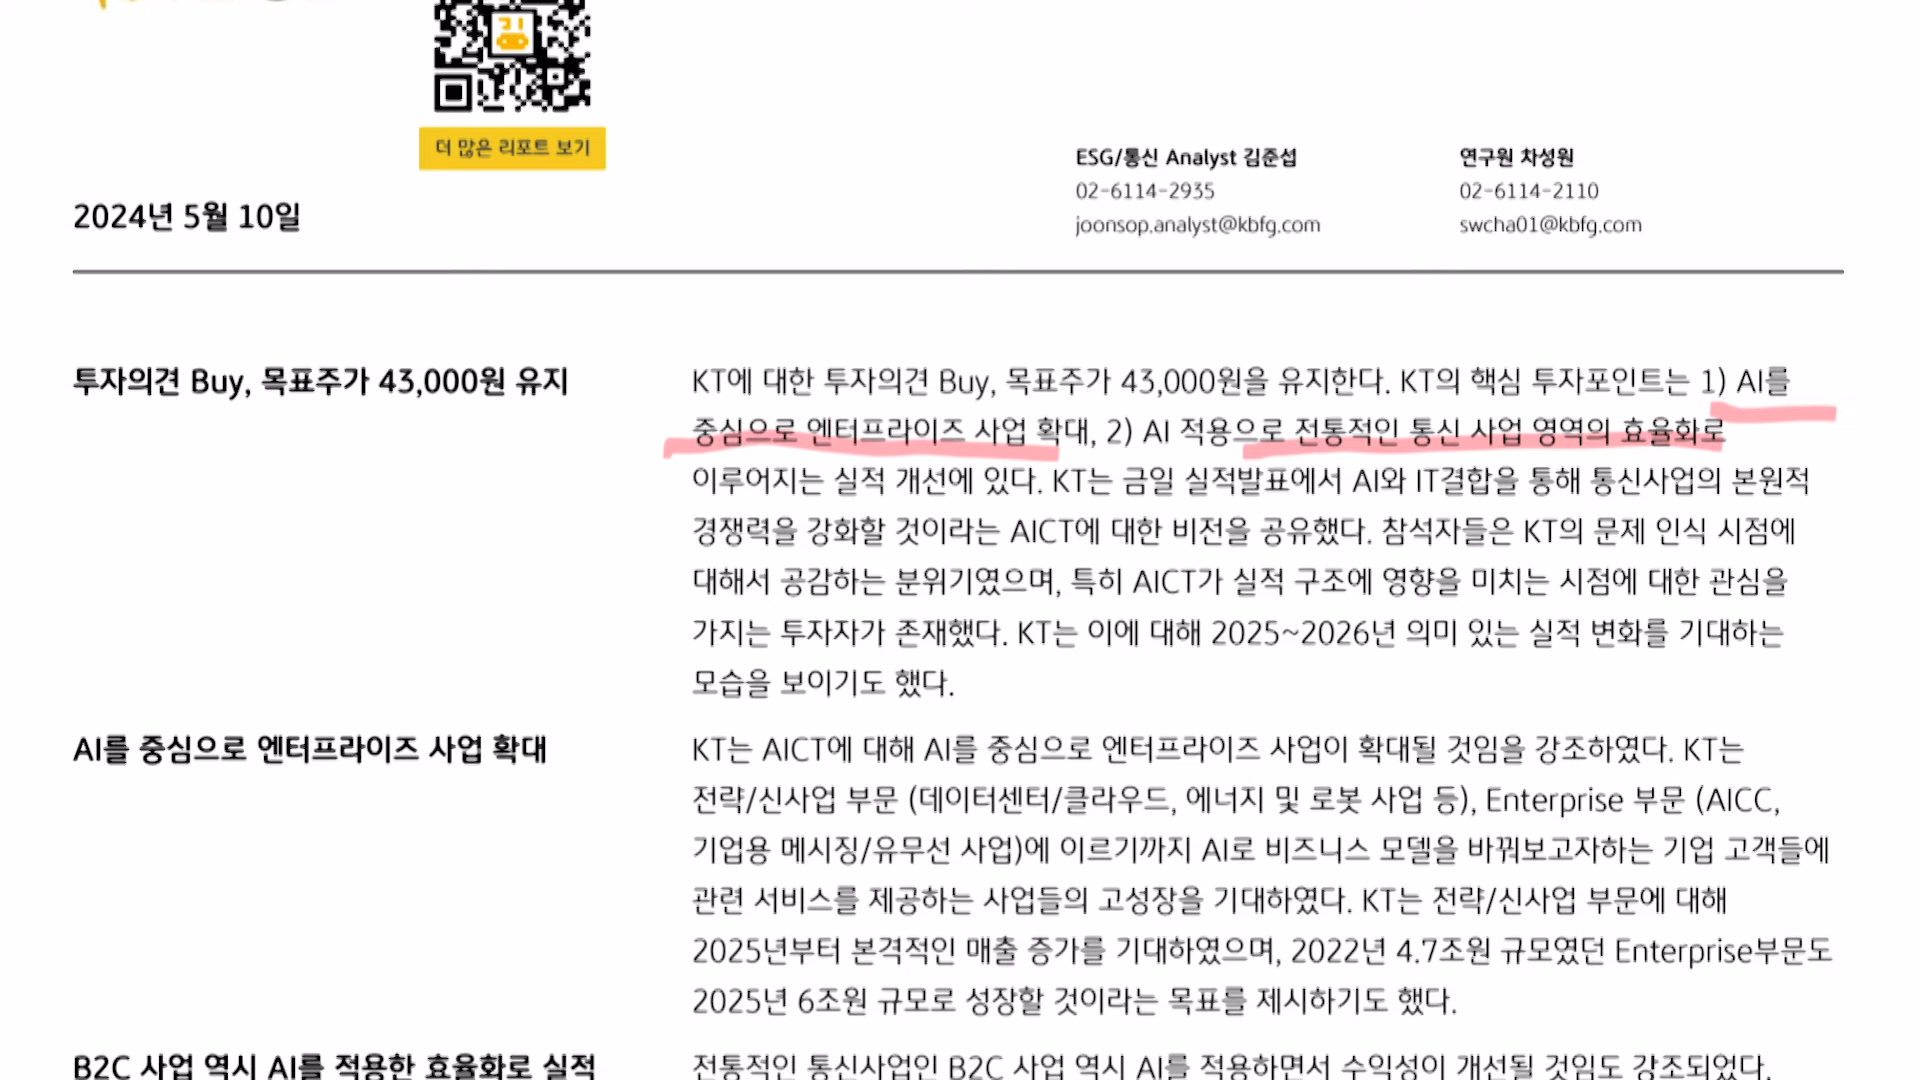 더 많은 리포트 보기
2024년 5월 10일
ESG/통신 Analyst 김준섭
02-6114-2935
joonsop.analyst@kbfg.com
연구원 차성원
02-6114-2110
swcha01@kbfg.com
투자의견 Buy, 목표주가 43,000원 유지
KT에 대한 투자의견 Buy, 목표주가 43,000원을 유지한다. KT의 핵심 투자포인트는 1) AI를
중심으로 엔터프라이즈 사업 확대, 2) AI 적용으로 전통적인 통신 사업 영역의 효율화로
이루어지는 실적 개선에 있다. KT는 금일 실적발표에서 AI와 IT결합을 통해 통신사업의 본원적
경쟁력을 강화할 것이라는 AICT에 대한 비전을 공유했다. 참석자들은 KT의 문제 인식 시점에
대해서 공감하는 분위기였으며, 특히 AICT가 실적 구조에 영향을 미치는 시점에 대한 관심을
가지는 투자자가 존재했다. KT는 이에 대해 2025~2026년 의미 있는 실적 변화를 기대하는
모습을 보이기도 했다.
AI를 중심으로 엔터프라이즈 사업 확대
KT는 AICT에 대해 AI를 중심으로 엔터프라이즈 사업이 확대될 것임을 강조하였다. KT는
전략/신사업 부문 (데이터센터/클라우드, 에너지 및 로봇 사업 등), Enterprise 부문 (AICC,
기업용 메시징/유무선 사업)에 이르기까지 AI로 비즈니스 모델을 바꿔보고자하는 기업 고객들에
관련 서비스를 제공하는 사업들의 고성장을 기대하였다. KT는 전략/신사업 부문에 대해
2025년부터 본격적인 매출 증가를 기대하였으며, 2022년 4.7조원 규모였던 Enterprise부문도
2025년 6조원 규모로 성장할 것이라는 목표를 제시하기도 했다.
B2C 사업 역시 AI를 적용한 효율화로 실적
전통적인 통신사업인 B2C 사업 역시 AI를 적용하면서 수익성이 개선될 것임도 강조되었다.